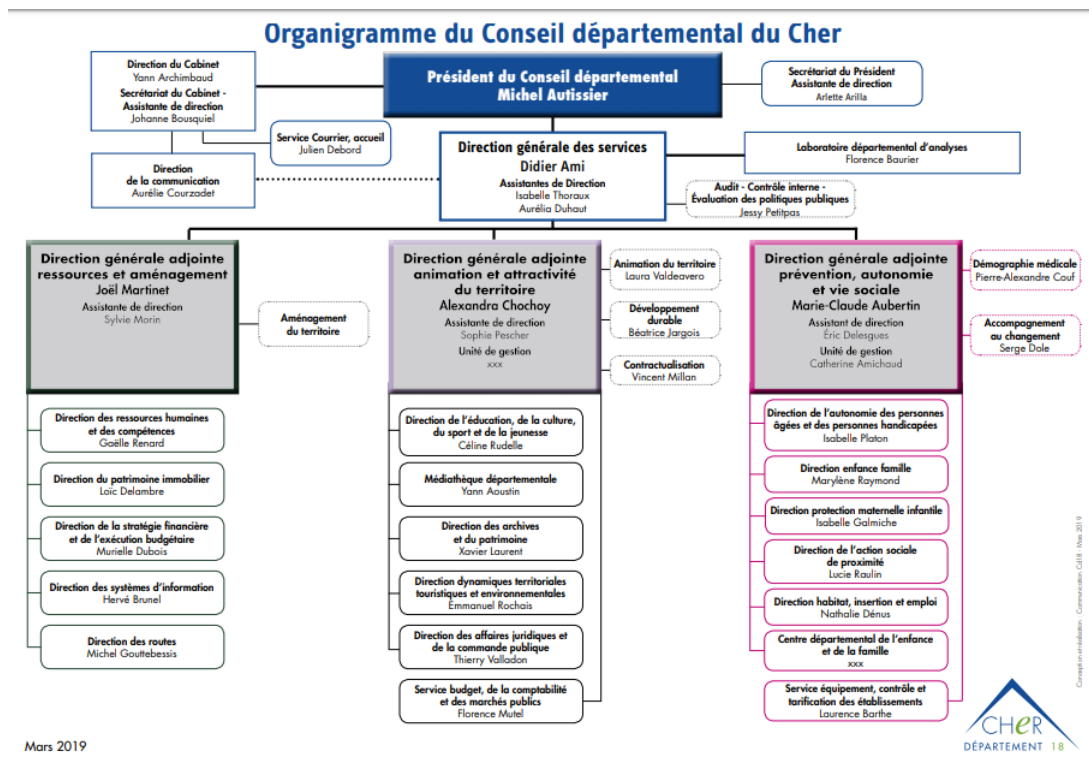 Organigramme du Conseil départemental du Cher
Direction du Cabinet
Yann Archimbaud
Secrétariat du Cabinet -
Assistante de direction
Johanne Bousquiel
Président du Conseil départemental
Michel Autissier
Secrétariat du Président
Assistante de direction
Arlette Arilla
Service Courrier, accueil
Julien Debord
Direction
de la communication
Aurélie Courzadet
Direction générale des services
Didier Ami
Assistantes de Direction
Isabelle Thoraux
Aurélia Duhaut
Laboratoire départemental d'analyses
Florence Baurier
Audit - Contrôle interne -
Évaluation des politiques publiques
Jessy Petitpas
Direction générale adjointe
ressources et aménagement
Joël Martinet
Assistante de direction
Sylvie Morin
Aménagement
du territoire
Direction des ressources humaines
et des compétences
Gaëlle Renard
Direction du patrimoine immobilier
Loïc Delambre
Direction de la stratégie financière
et de l'exécution budgétaire
Murielle Dubois
Direction des systèmes d'information
Hervé Brunel
Direction des routes
Michel Gouttebessis
Direction générale adjointe
animation et attractivité
du territoire
Alexandra Chochoy
Assistante de direction
Sophie Pescher
Unité de gestion
xxx
Animation du territoire
Laura Valdeavero
Développement
durable
Béatrice Jargois
Contractualisation
Vincent Millan
Direction de l'éducation, de la culture,
du sport et de la jeunesse
Céline Rudelle
Médiathèque départementale
Yann Aoustin
Direction des archives
et du patrimoine
Xavier Laurent
Direction dynamiques territoriales
touristiques et environnementales
Emmanuel Rochais
Direction des affaires juridiques et
de la commande publique
Thierry Valladon
Service budget, de la comptabilité
et des marchés publics
Florence Mutel
Direction générale adjointe
prévention, autonomie
et vie sociale
Marie-Claude Aubertin
Assistant de direction
Éric Delesgues
Unité de gestion
Catherine Amichaud
Démographie médicale
Pierre-Alexandre Couf
Accompagnement
au changement
Serge Dole
Direction de l'autonomie des personnes
âgées et des personnes handicapées
Isabelle Platon
Direction enfance famille
Marylène Raymond
Direction protection maternelle infantile
Isabelle Galmiche
Direction de l'action sociale
de proximité
Lucie Raulin
Direction habitat, insertion et emploi
Nathalie Dénus
Centre départemental de l'enfance
et de la famille
xxx
Service équipement, contrôle et
tarification des établissements
Laurence Barthe
Conception et réalisation : Communication Cd18 - Mars 2019
CHeR
DÉPARTEMENT 18
Mars 2019